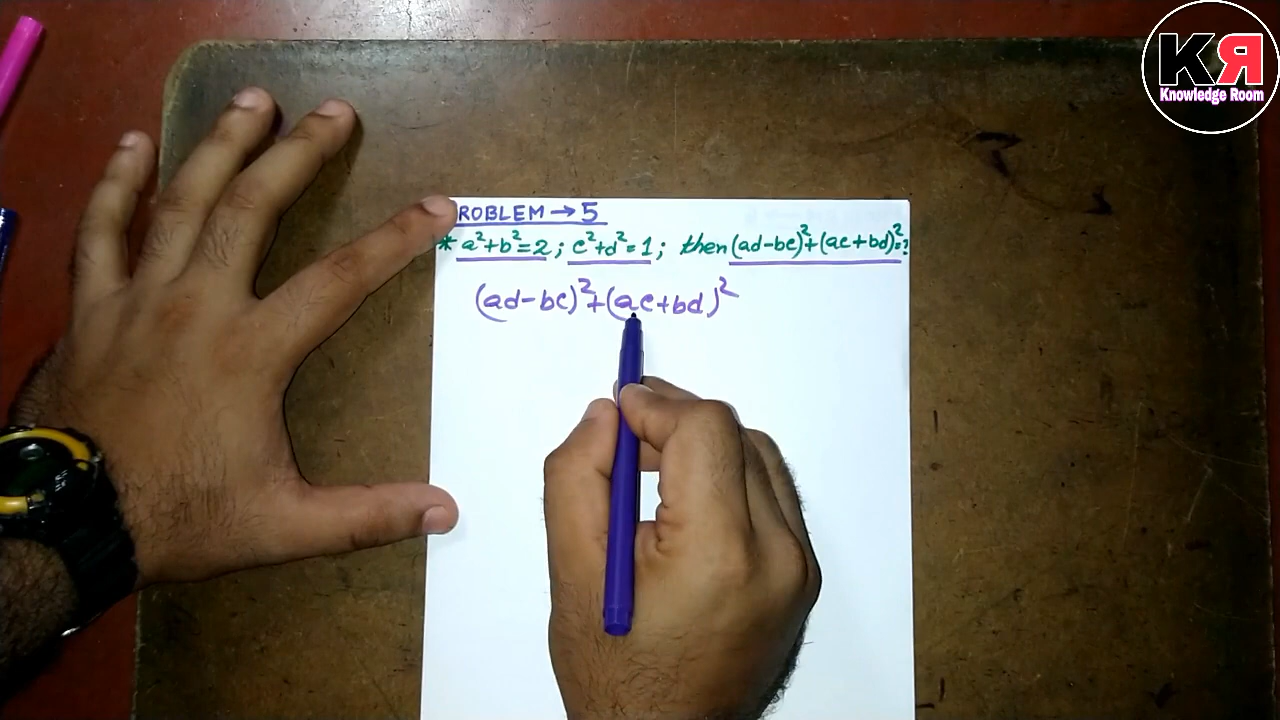 KЯ
Knowledge Room
ROBLEM → 5
* a²+b²=2; c²+d²=1; then (ad-bc)²+(ac+bd)²=?
(ad-bc)²+(ac+bd)²